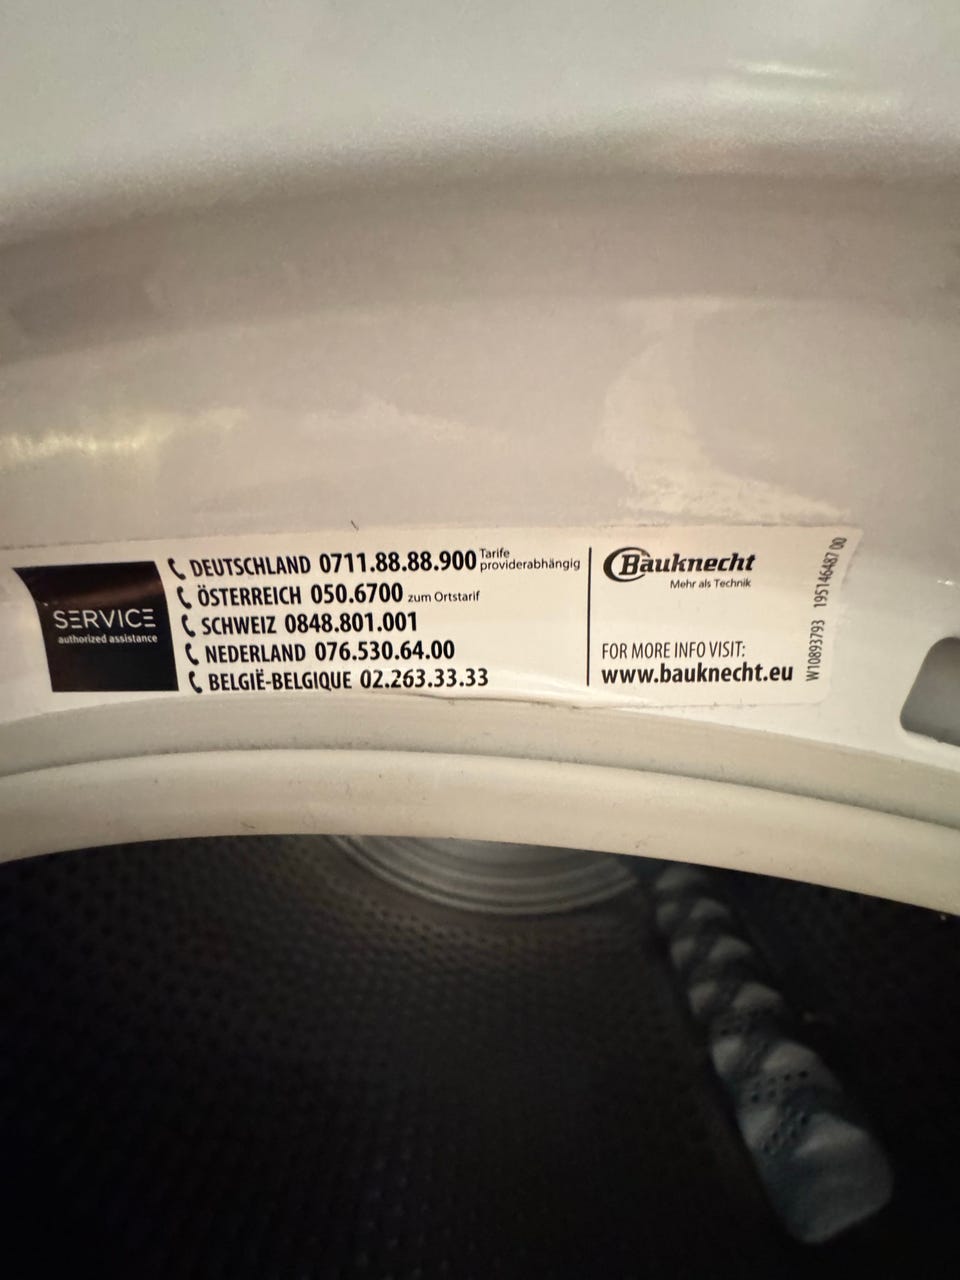 SERVICE
authorized assistance
DEUTSCHLAND 0711.88.88.900 Tarife
providerabhängig
ÖSTERREICH 050.6700 zum Ortstarif
SCHWEIZ 0848.801.001
NEDERLAND 076.530.64.00
BELGIË-BELGIQUE 02.263.33.33
Bauknecht
Mehr als Technik
FOR MORE INFO VISIT:
www.bauknecht.eu
W10893793 195146487 00